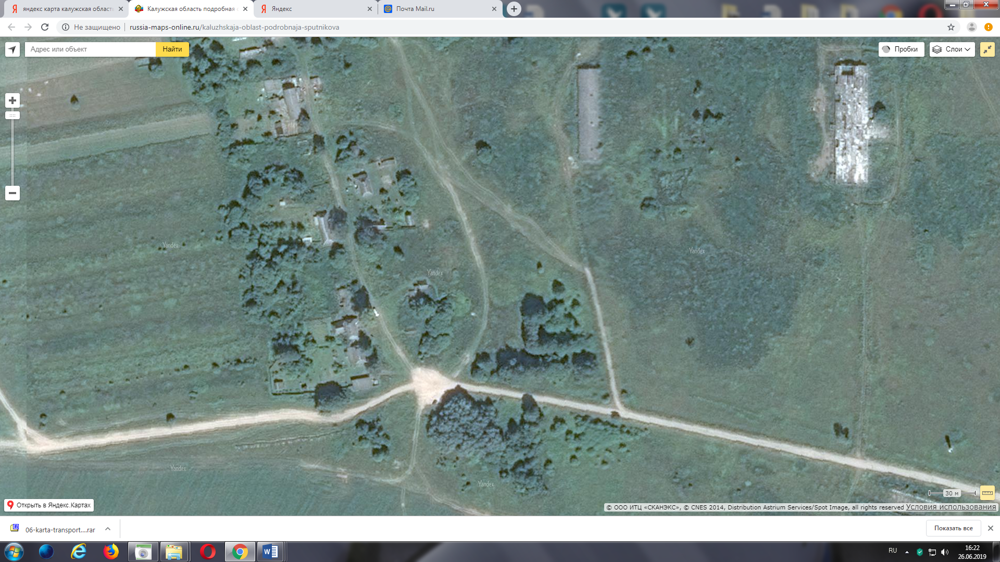 яндекс карта калужская област
Калужская область подробная с
Яндекс
Почта Mail.ru
Не защищено
russia-maps-online.ru/kaluzhskaja-oblast-podrobnaja-sputnikova
Адрес или объект
Найти
Пробки
Слои
Yandex
Yandex
Yandex
Yandex
Yandex
30 м
Открыть в Яндекс.Картах
© ООО ИТЦ «СКАНЭКС», © CNES 2014, Distribution Astrium Services/Spot Image, all rights reserved Условия использования
06-karta-transport....rar
Показать все
RU
16:22
26.06.2019